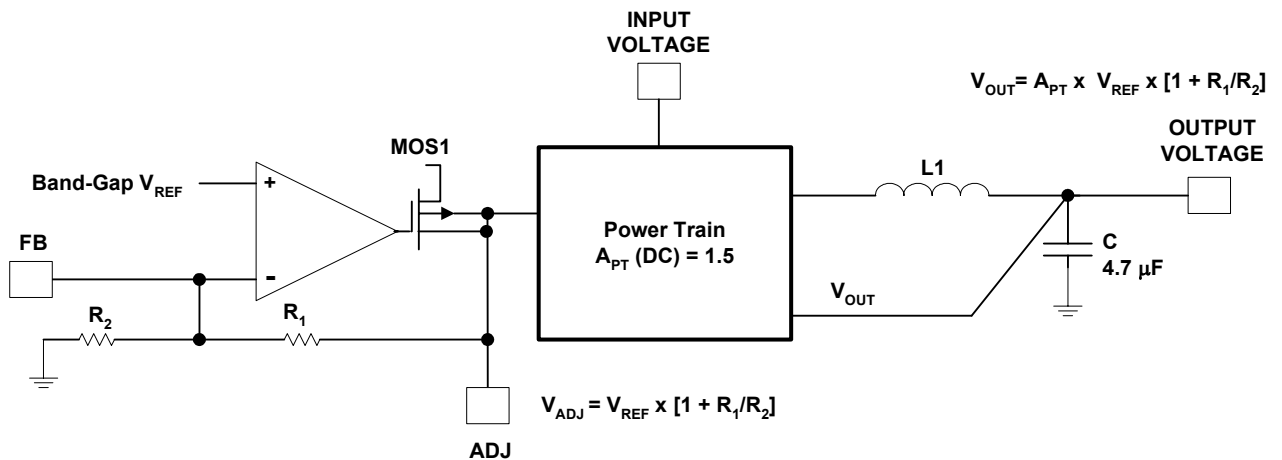 INPUT
VOLTAGE
V_OUT = A_PT x V_REF x [1 + R_1/R_2]
OUTPUT
VOLTAGE
MOS1
L1
Band-Gap V_REF
+
FB
-
Power Train
A_PT (DC) = 1.5
C
4.7 μF
V_OUT
R_2
R_1
V_ADJ = V_REF x [1 + R_1/R_2]
ADJ